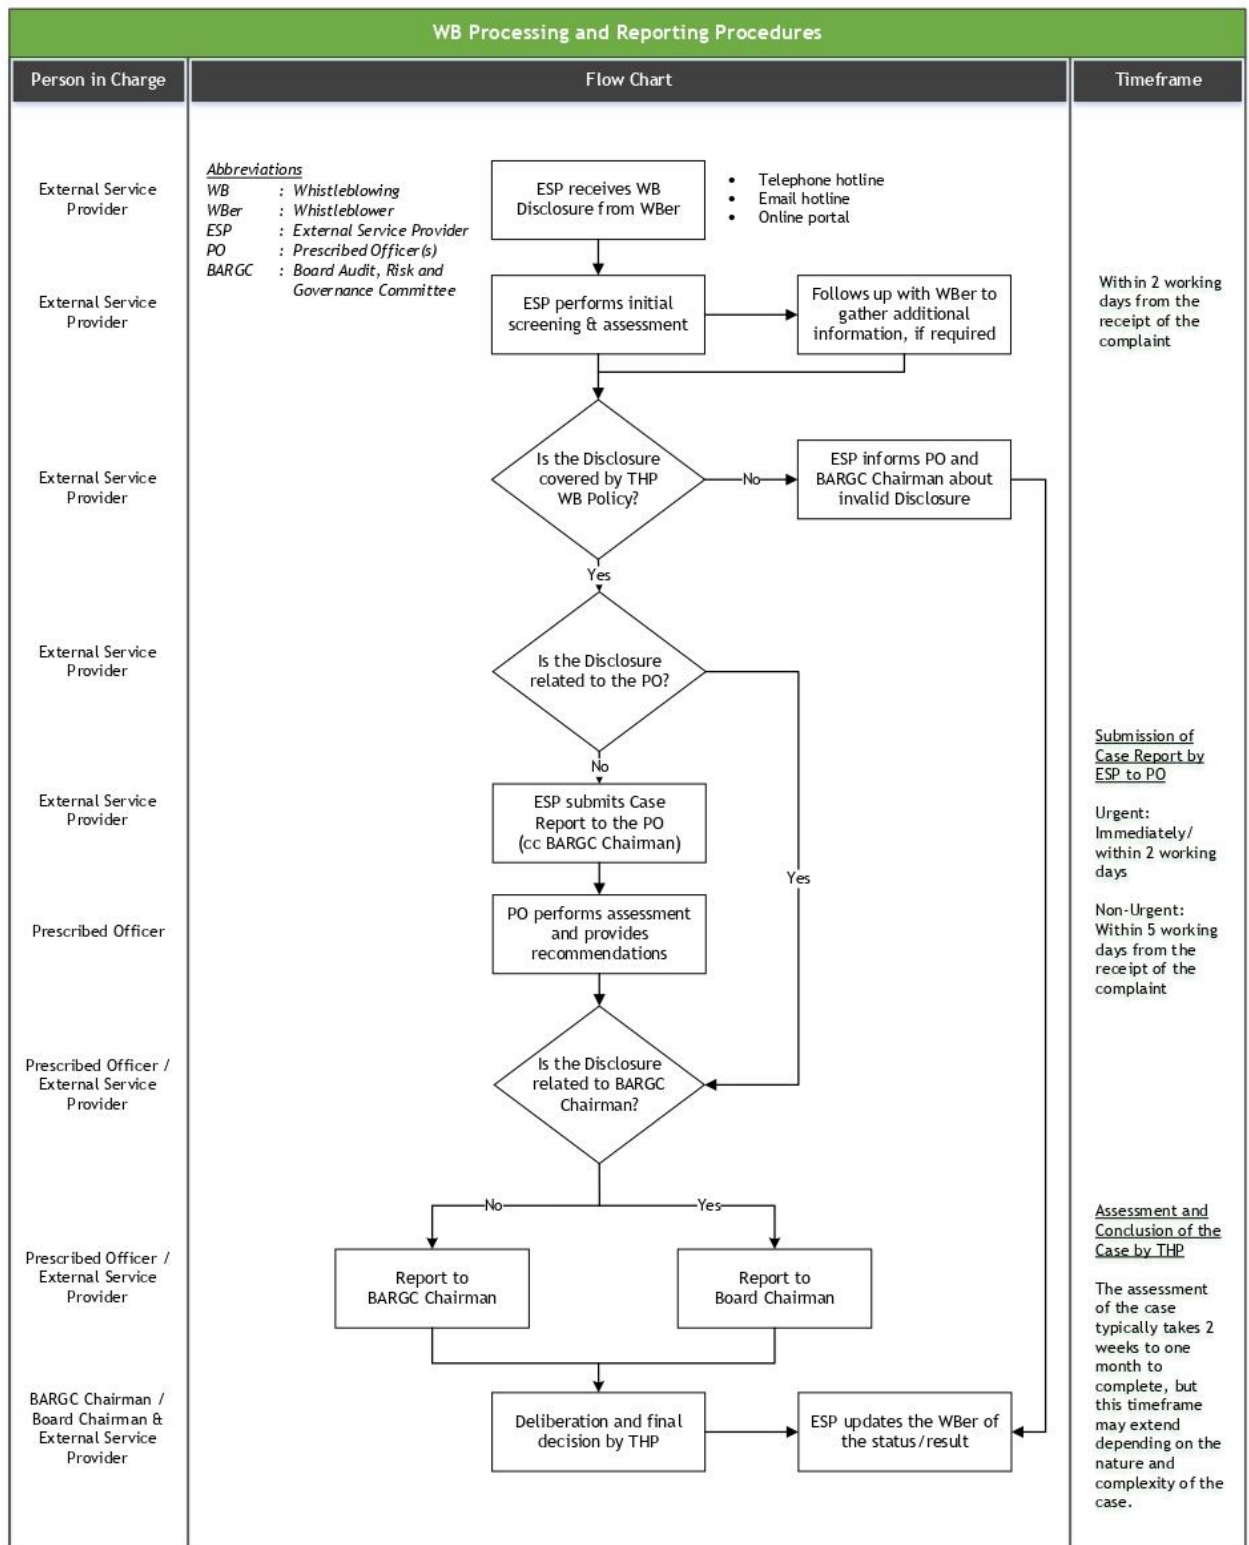 WB Processing and Reporting Procedures
Person in Charge
Flow Chart
Timeframe
External Service
Provider
Abbreviations
WB : Whistleblowing
WBer : Whistleblower
ESP : External Service Provider
PO : Prescribed Officer(s)
BARGC : Board Audit, Risk and
Governance Committee
ESP receives WB
Disclosure from WBer
• Telephone hotline
• Email hotline
• Online portal
External Service
Provider
ESP performs initial
screening & assessment
Follows up with WBer to
gather additional
information, if required
Within 2 working
days from the
receipt of the
complaint
External Service
Provider
Is the Disclosure
covered by THP
WB Policy?
No
ESP informs PO and
BARGC Chairman about
invalid Disclosure
Yes
External Service
Provider
Is the Disclosure
related to the PO?
No
Yes
Submission of
Case Report by
ESP to PO
Urgent:
Immediately/
within 2 working
days
Non-Urgent:
Within 5 working
days from the
receipt of the
complaint
External Service
Provider
ESP submits Case
Report to the PO
(cc BARGC Chairman)
Prescribed Officer
PO performs assessment
and provides
recommendations
Prescribed Officer /
External Service
Provider
Is the Disclosure
related to BARGC
Chairman?
No
Yes
Prescribed Officer /
External Service
Provider
Report to
BARGC Chairman
Report to
Board Chairman
Assessment and
Conclusion of the
Case by THP
The assessment
of the case
typically takes 2
weeks to one
month to
complete, but
this timeframe
may extend
depending on the
nature and
complexity of the
case.
BARGC Chairman /
Board Chairman &
External Service
Provider
Deliberation and final
decision by THP
ESP updates the WBer of
the status/result